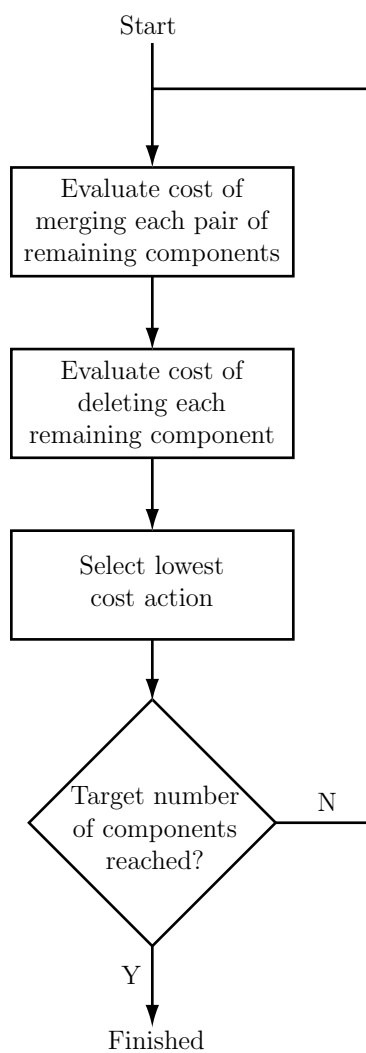 Start
Evaluate cost of
merging each pair of
remaining components
Evaluate cost of
deleting each
remaining component
Select lowest
cost action
Target number
of components
reached?
N
Y
Finished